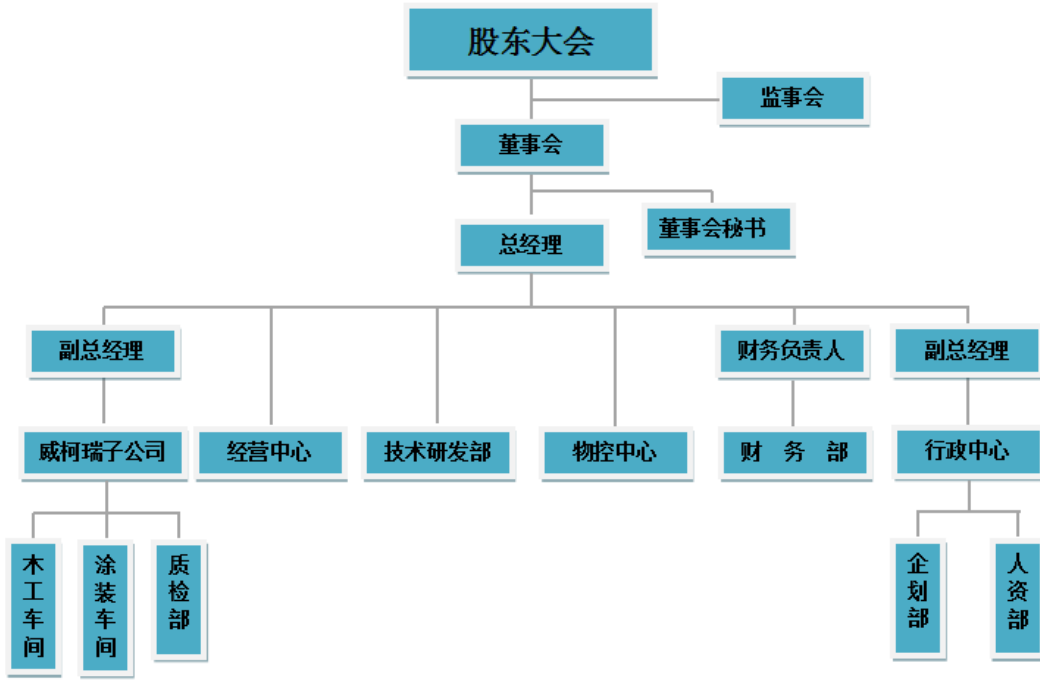 股东大会
监事会
董事会
董事会秘书
总经理
副总经理
财务负责人
副总经理
威柯瑞子公司
经营中心
技术研发部
物控中心
财 务 部
行政中心
木工车间
涂装车间
质检部
企划部
人资部